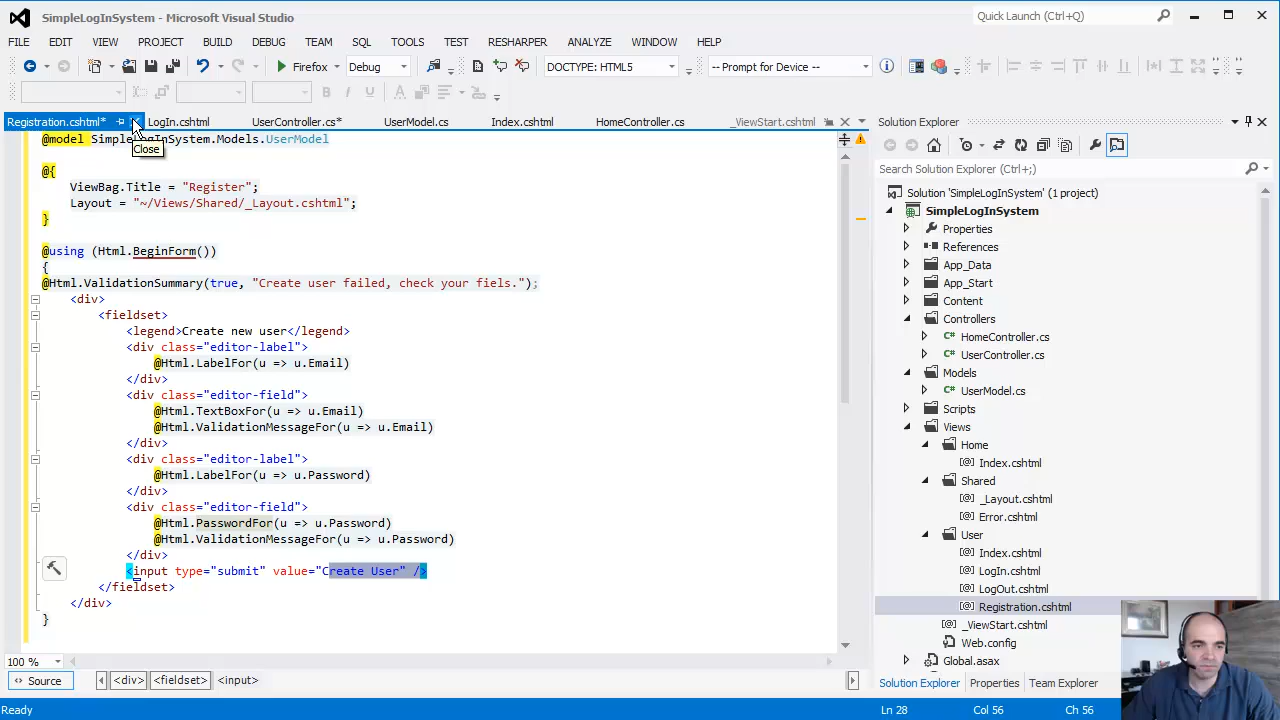 SimpleLogInSystem - Microsoft Visual Studio
Quick Launch (Ctrl+Q)
FILE EDIT VIEW PROJECT BUILD DEBUG TEAM SQL TOOLS TEST RESHARPER ANALYZE WINDOW HELP
Firefox Debug DOCTYPE: HTML5 -- Prompt for Device --
Registration.cshtml* LogIn.cshtml UserController.cs* UserModel.cs Index.cshtml HomeController.cs _ViewStart.cshtml
Close
@model SimpleLogInSystem.Models.UserModel
@{
ViewBag.Title = "Register";
Layout = "~/Views/Shared/_Layout.cshtml";
}
@using (Html.BeginForm())
{
@Html.ValidationSummary(true, "Create user failed, check your fiels.");
<div>
<fieldset>
<legend>Create new user</legend>
<div class="editor-label">
@Html.LabelFor(u => u.Email)
</div>
<div class="editor-field">
@Html.TextBoxFor(u => u.Email)
@Html.ValidationMessageFor(u => u.Email)
</div>
<div class="editor-label">
@Html.LabelFor(u => u.Password)
</div>
<div class="editor-field">
@Html.PasswordFor(u => u.Password)
@Html.ValidationMessageFor(u => u.Password)
</div>
<input type="submit" value="Create User" />
</fieldset>
</div>
}
100 %
Source <div> <fieldset> <input>
Solution Explorer
Search Solution Explorer (Ctrl+;)
Solution 'SimpleLogInSystem' (1 project)
SimpleLogInSystem
Properties
References
App_Data
App_Start
Content
Controllers
HomeController.cs
UserController.cs
Models
UserModel.cs
Scripts
Views
Home
Index.cshtml
Shared
_Layout.cshtml
Error.cshtml
User
Index.cshtml
LogIn.cshtml
LogOut.cshtml
Registration.cshtml
_ViewStart.cshtml
Web.config
Global.asax
Solution Explorer Properties Team Explorer
Ready Ln 28 Col 56 Ch 56